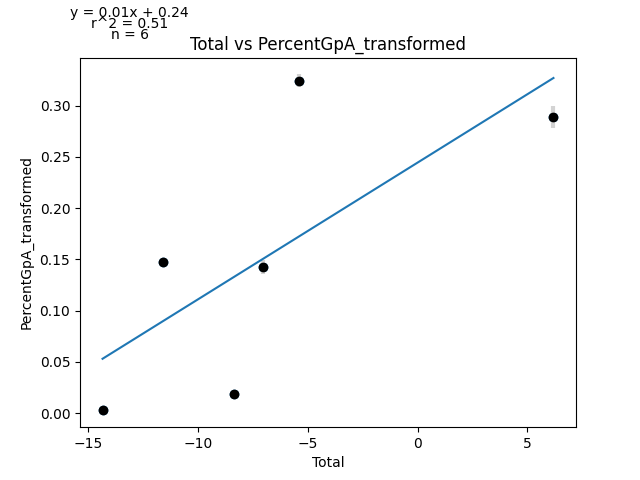 y = 0.01x + 0.24
r^2 = 0.51
n = 6
Total vs PercentGpA_transformed
PercentGpA_transformed
0.30
0.25
0.20
0.15
0.10
0.05
0.00
−15 −10 −5 0 5
Total